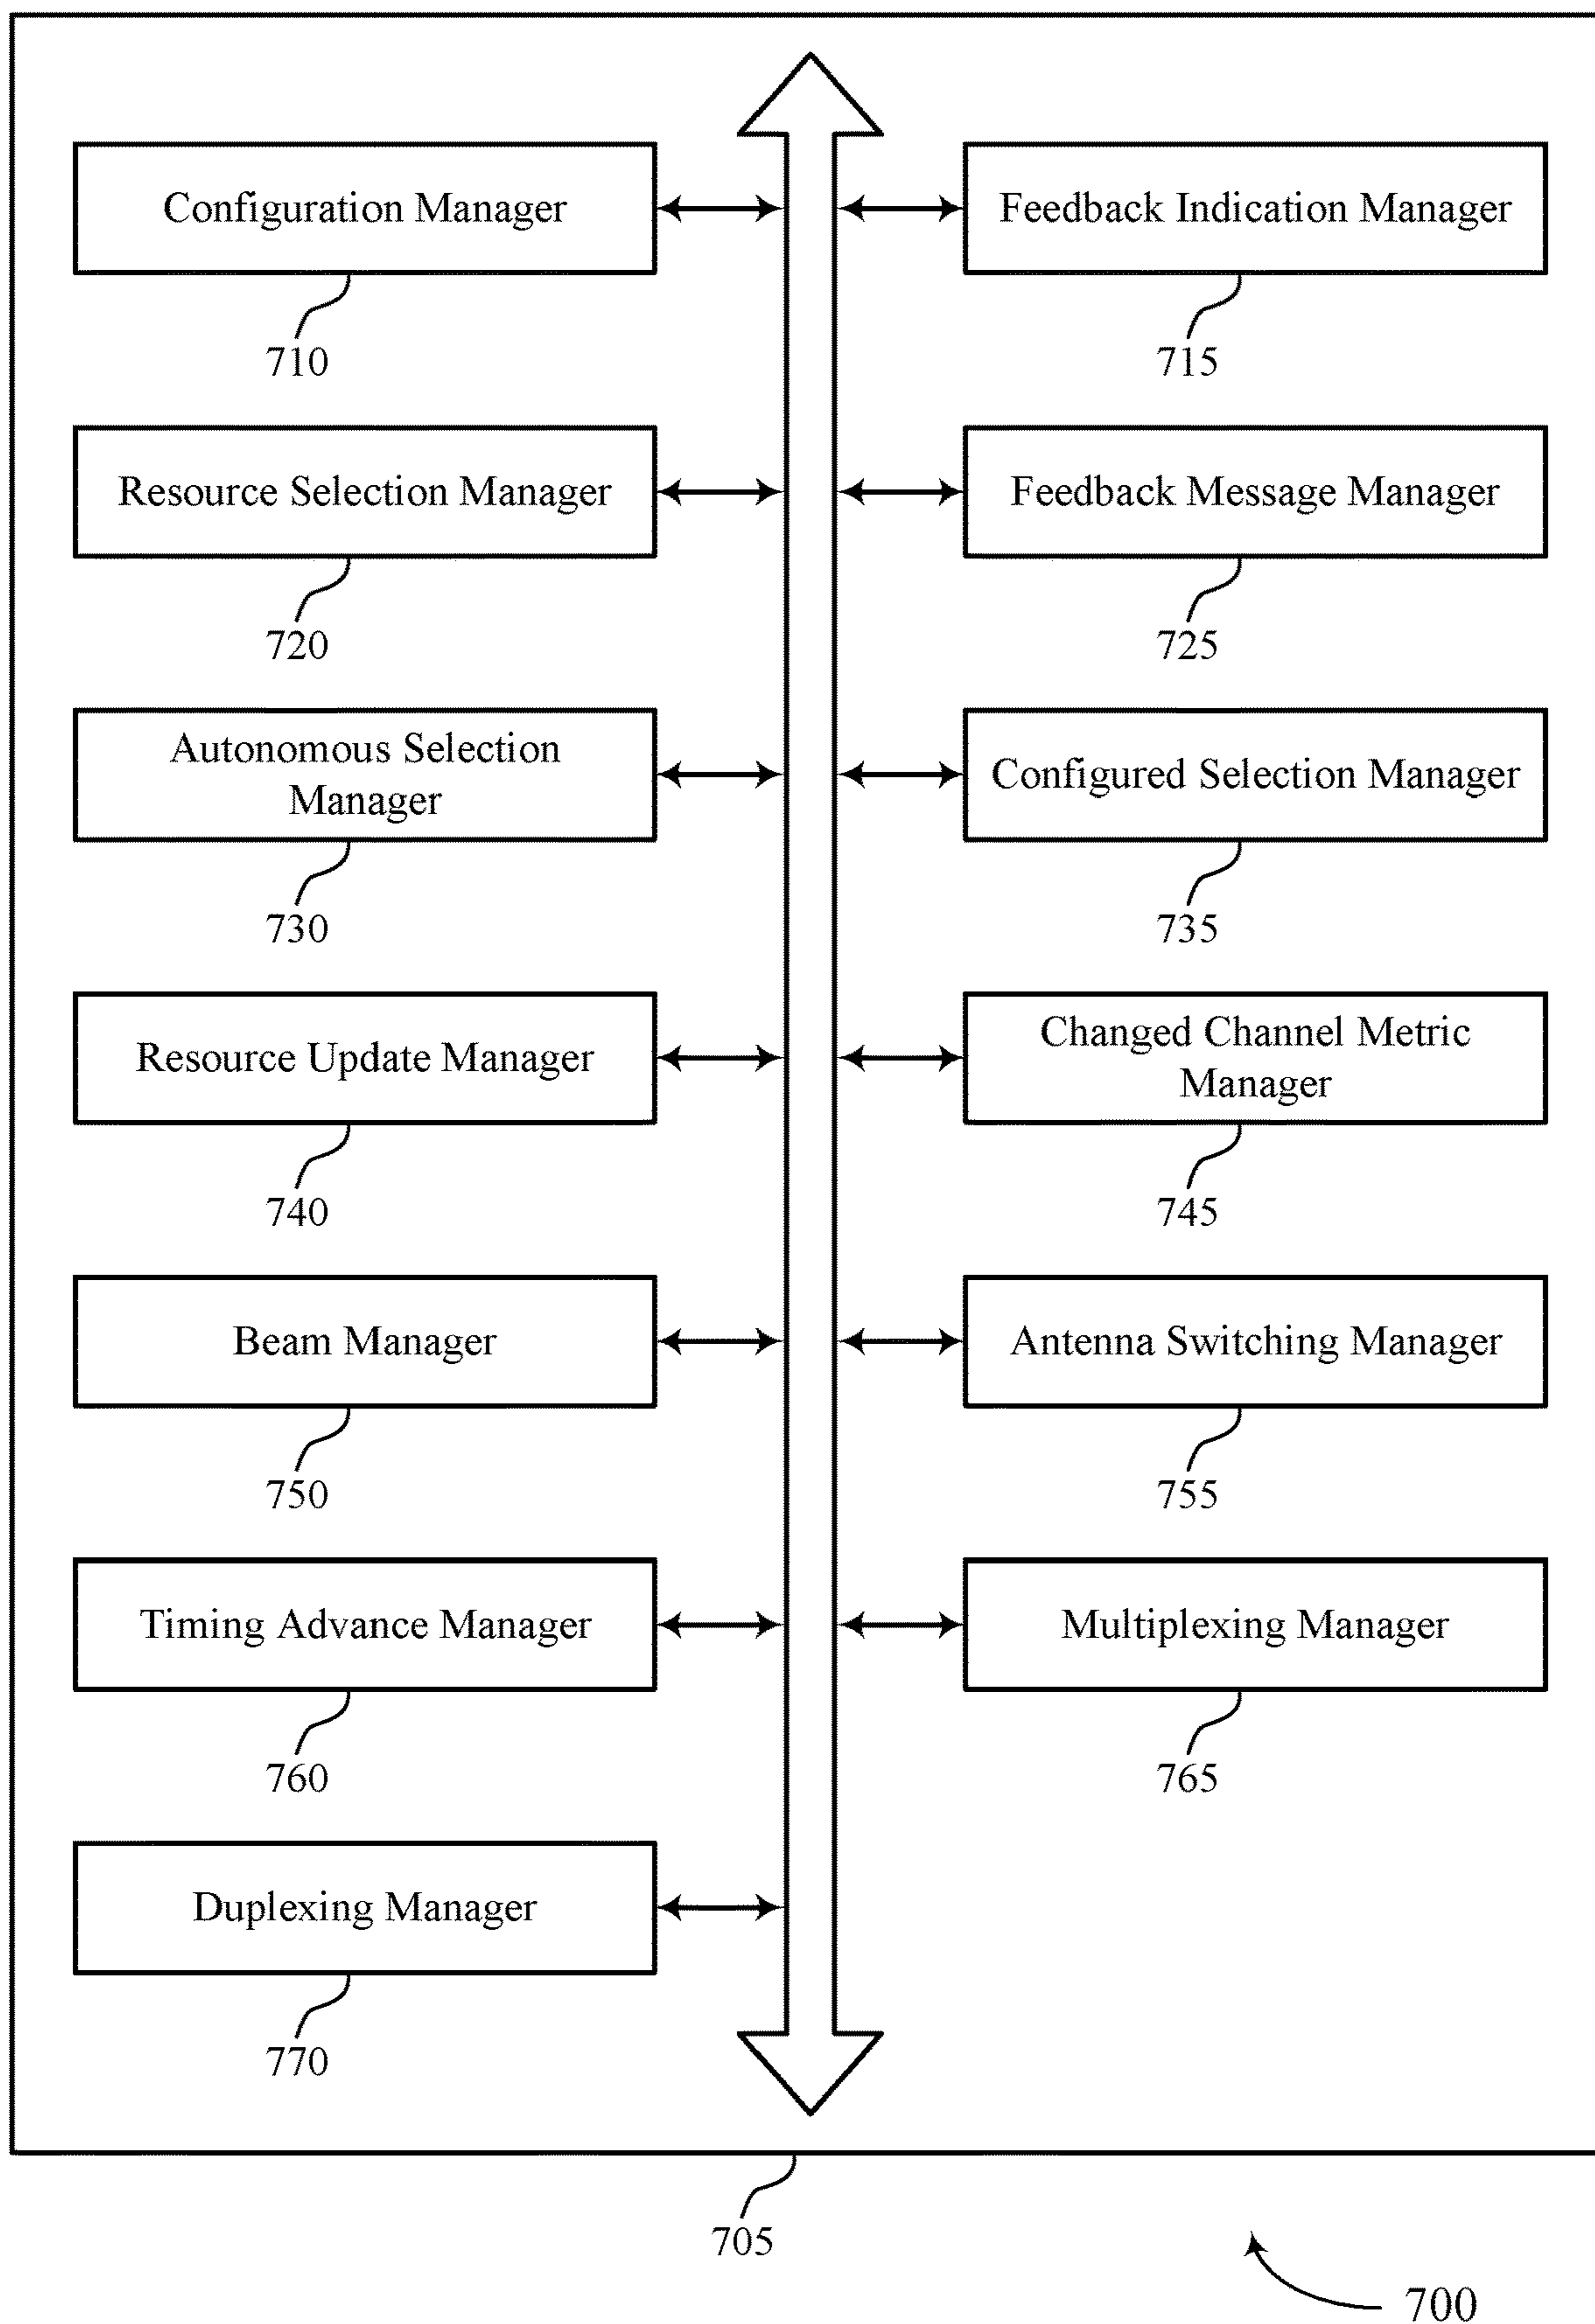 Configuration Manager
710
Feedback Indication Manager
715
Resource Selection Manager
720
Feedback Message Manager
725
Autonomous Selection
Manager
730
Configured Selection Manager
735
Resource Update Manager
740
Changed Channel Metric
Manager
745
Beam Manager
750
Antenna Switching Manager
755
Timing Advance Manager
760
Multiplexing Manager
765
Duplexing Manager
770
705
700